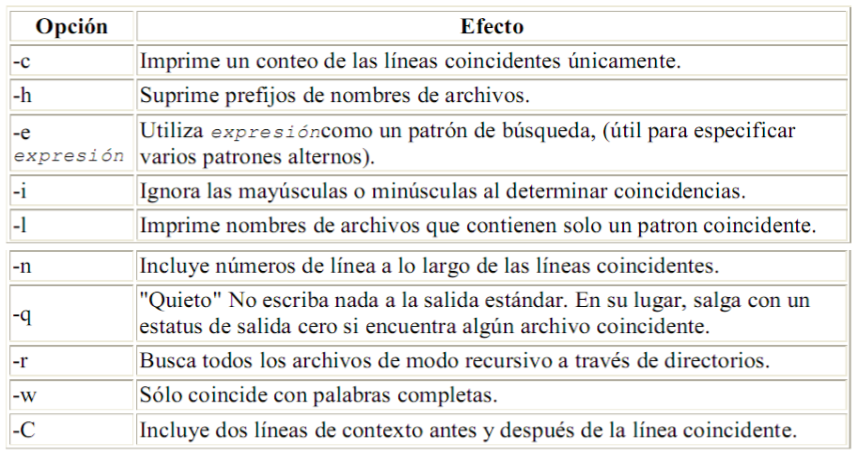 Opción Efecto
-c Imprime un conteo de las líneas coincidentes únicamente.
-h Suprime prefijos de nombres de archivos.
-e expresión Utiliza expresióncomo un patrón de búsqueda, (útil para especificar
varios patrones alternos).
-i Ignora las mayúsculas o minúsculas al determinar coincidencias.
-l Imprime nombres de archivos que contienen solo un patron coincidente.
-n Incluye números de línea a lo largo de las líneas coincidentes.
-q "Quieto" No escriba nada a la salida estándar. En su lugar, salga con un
estatus de salida cero si encuentra algún archivo coincidente.
-r Busca todos los archivos de modo recursivo a través de directorios.
-w Sólo coincide con palabras completas.
-C Incluye dos líneas de contexto antes y después de la línea coincidente.